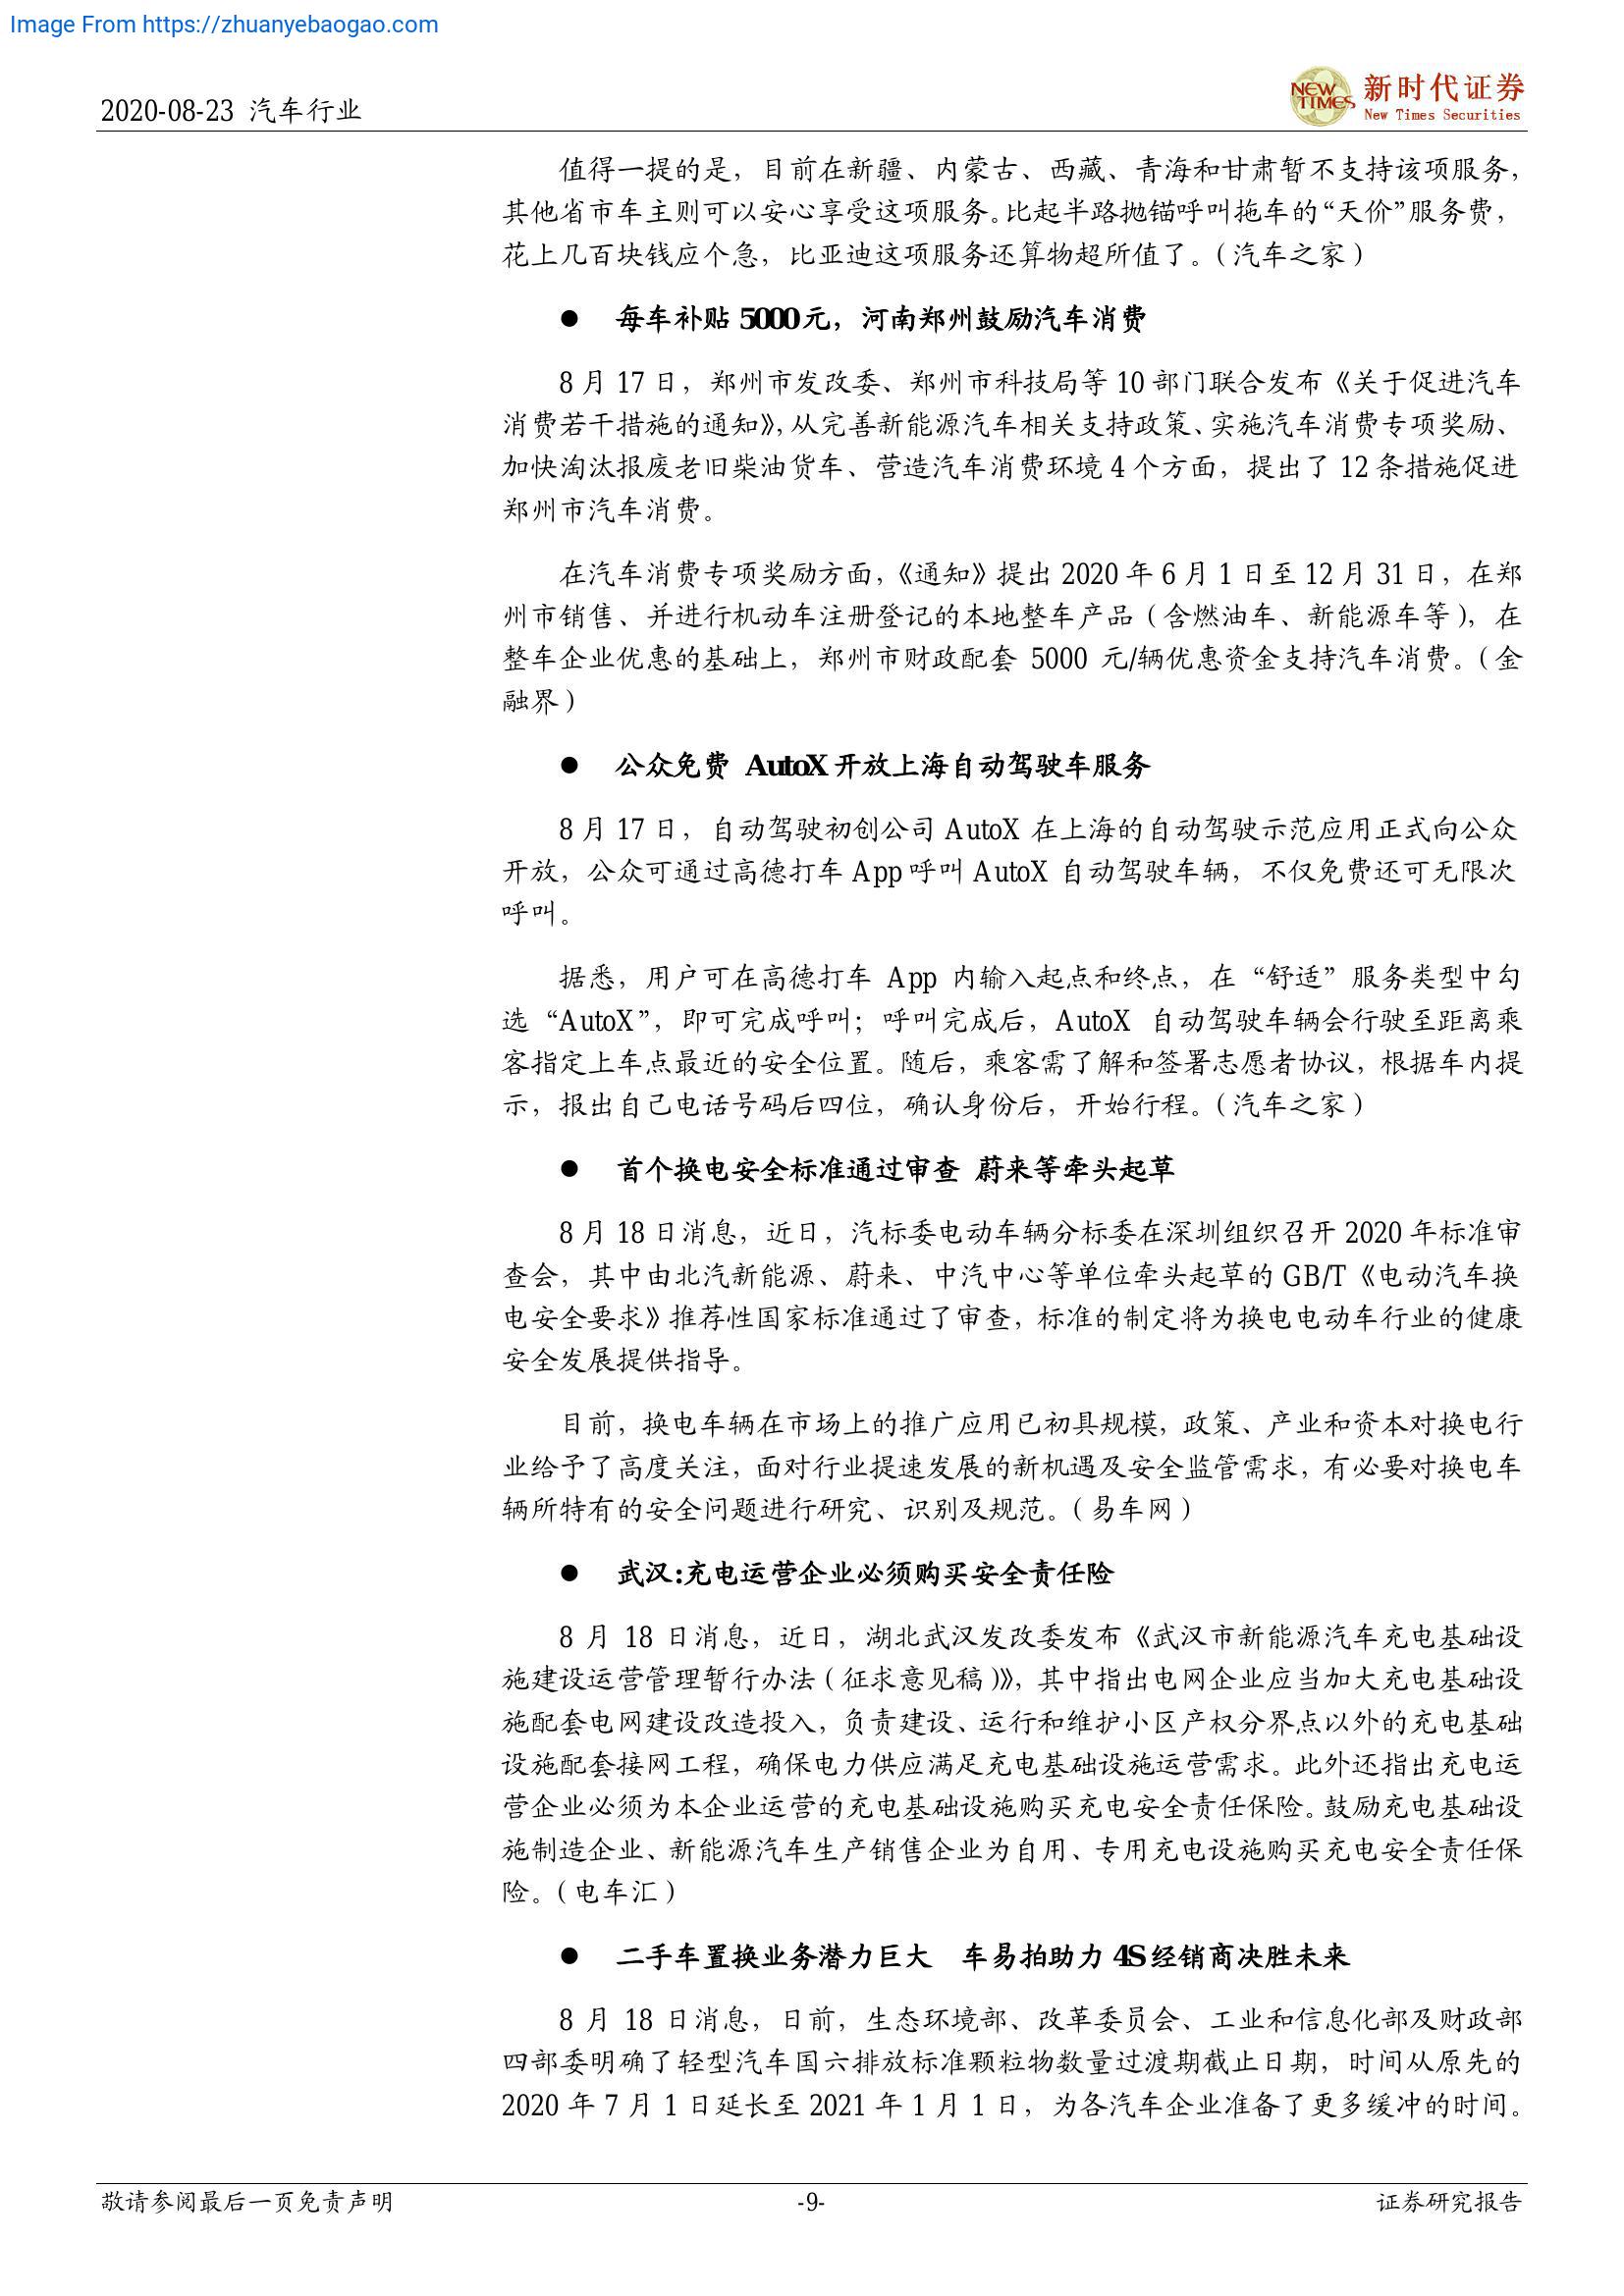 Image From https://zhuanyebaogao.com
2020-08-23 汽车行业
NEW TIMES
新时代证券
New Times Securities
值得一提的是，目前在新疆、内蒙古、西藏、青海和甘肃暂不支持该项服务，
其他省市车主则可以安心享受这项服务。比起半路抛锚呼叫拖车的“天价”服务费，
花上几百块钱应个急，比亚迪这项服务还算物超所值了。（汽车之家）
● 每车补贴 5000 元，河南郑州鼓励汽车消费
8 月 17 日，郑州市发改委、郑州市科技局等 10 部门联合发布《关于促进汽车
消费若干措施的通知》，从完善新能源汽车相关支持政策、实施汽车消费专项奖励、
加快淘汰报废老旧柴油货车、营造汽车消费环境 4 个方面，提出了 12 条措施促进
郑州市汽车消费。
在汽车消费专项奖励方面，《通知》提出 2020 年 6 月 1 日至 12 月 31 日，在郑
州市销售、并进行机动车注册登记的本地整车产品（含燃油车、新能源车等），在
整车企业优惠的基础上，郑州市财政配套 5000 元/辆优惠资金支持汽车消费。（金
融界）
● 公众免费 AutoX 开放上海自动驾驶车服务
8 月 17 日，自动驾驶初创公司 AutoX 在上海的自动驾驶示范应用正式向公众
开放，公众可通过高德打车 App 呼叫 AutoX 自动驾驶车辆，不仅免费还可无限次
呼叫。
据悉，用户可在高德打车 App 内输入起点和终点，在“舒适”服务类型中勾
选“AutoX”，即可完成呼叫；呼叫完成后，AutoX 自动驾驶车辆会行驶至距离乘
客指定上车点最近的安全位置。随后，乘客需了解和签署志愿者协议，根据车内提
示，报出自己电话号码后四位，确认身份后，开始行程。（汽车之家）
● 首个换电安全标准通过审查 蔚来等牵头起草
8 月 18 日消息，近日，汽标委电动车辆分标委在深圳组织召开 2020 年标准审
查会，其中由北汽新能源、蔚来、中汽中心等单位牵头起草的 GB/T《电动汽车换
电安全要求》推荐性国家标准通过了审查，标准的制定将为换电电动车行业的健康
安全发展提供指导。
目前，换电车辆在市场上的推广应用已初具规模，政策、产业和资本对换电行
业给予了高度关注，面对行业提速发展的新机遇及安全监管需求，有必要对换电车
辆所特有的安全问题进行研究、识别及规范。（易车网）
● 武汉:充电运营企业必须购买安全责任险
8 月 18 日消息，近日，湖北武汉发改委发布《武汉市新能源汽车充电基础设
施建设运营管理暂行办法（征求意见稿）》，其中指出电网企业应当加大充电基础设
施配套电网建设改造投入，负责建设、运行和维护小区产权分界点以外的充电基础
设施配套接网工程，确保电力供应满足充电基础设施运营需求。此外还指出充电运
营企业必须为本企业运营的充电基础设施购买充电安全责任保险。鼓励充电基础设
施制造企业、新能源汽车生产销售企业为自用、专用充电设施购买充电安全责任保
险。（电车汇）
● 二手车置换业务潜力巨大 车易拍助力 4S 经销商决胜未来
8 月 18 日消息，日前，生态环境部、改革委员会、工业和信息化部及财政部
四部委明确了轻型汽车国六排放标准颗粒物数量过渡期截止日期，时间从原先的
2020 年 7 月 1 日延长至 2021 年 1 月 1 日，为各汽车企业准备了更多缓冲的时间。
敬请参阅最后一页免责声明
-9-
证券研究报告